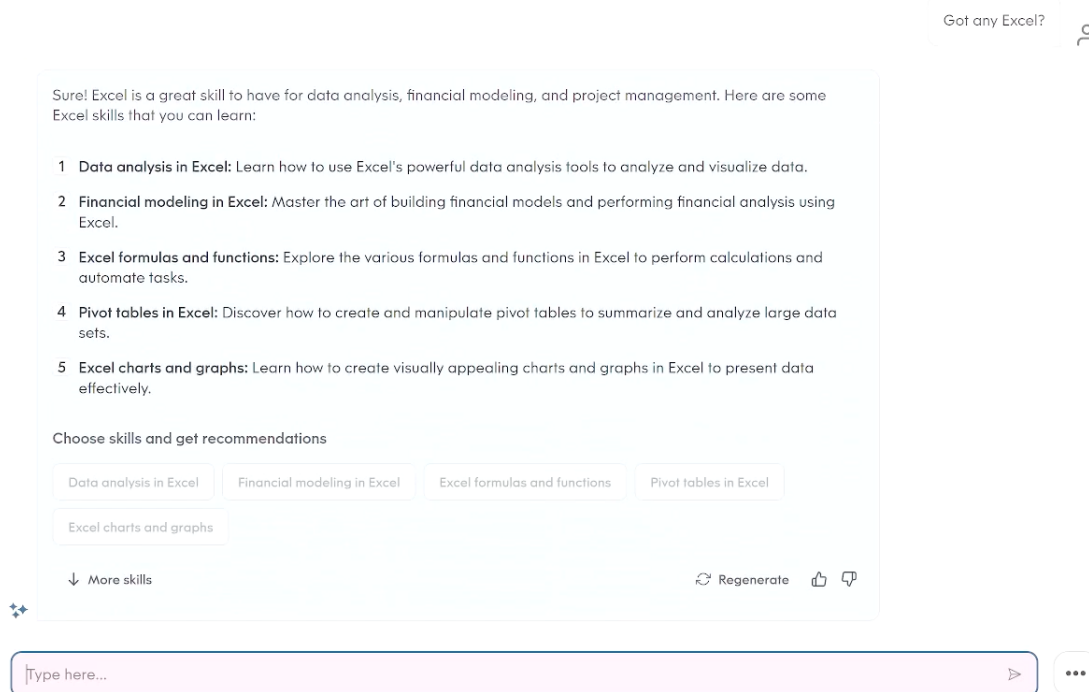 Got any Excel?
Sure! Excel is a great skill to have for data analysis, financial modeling, and project management. Here are some
Excel skills that you can learn:
1 Data analysis in Excel: Learn how to use Excel's powerful data analysis tools to analyze and visualize data.
2 Financial modeling in Excel: Master the art of building financial models and performing financial analysis using
Excel.
3 Excel formulas and functions: Explore the various formulas and functions in Excel to perform calculations and
automate tasks.
4 Pivot tables in Excel: Discover how to create and manipulate pivot tables to summarize and analyze large data
sets.
5 Excel charts and graphs: Learn how to create visually appealing charts and graphs in Excel to present data
effectively.
Choose skills and get recommendations
Data analysis in Excel Financial modeling in Excel Excel formulas and functions Pivot tables in Excel
Excel charts and graphs
More skills Regenerate
Type here...